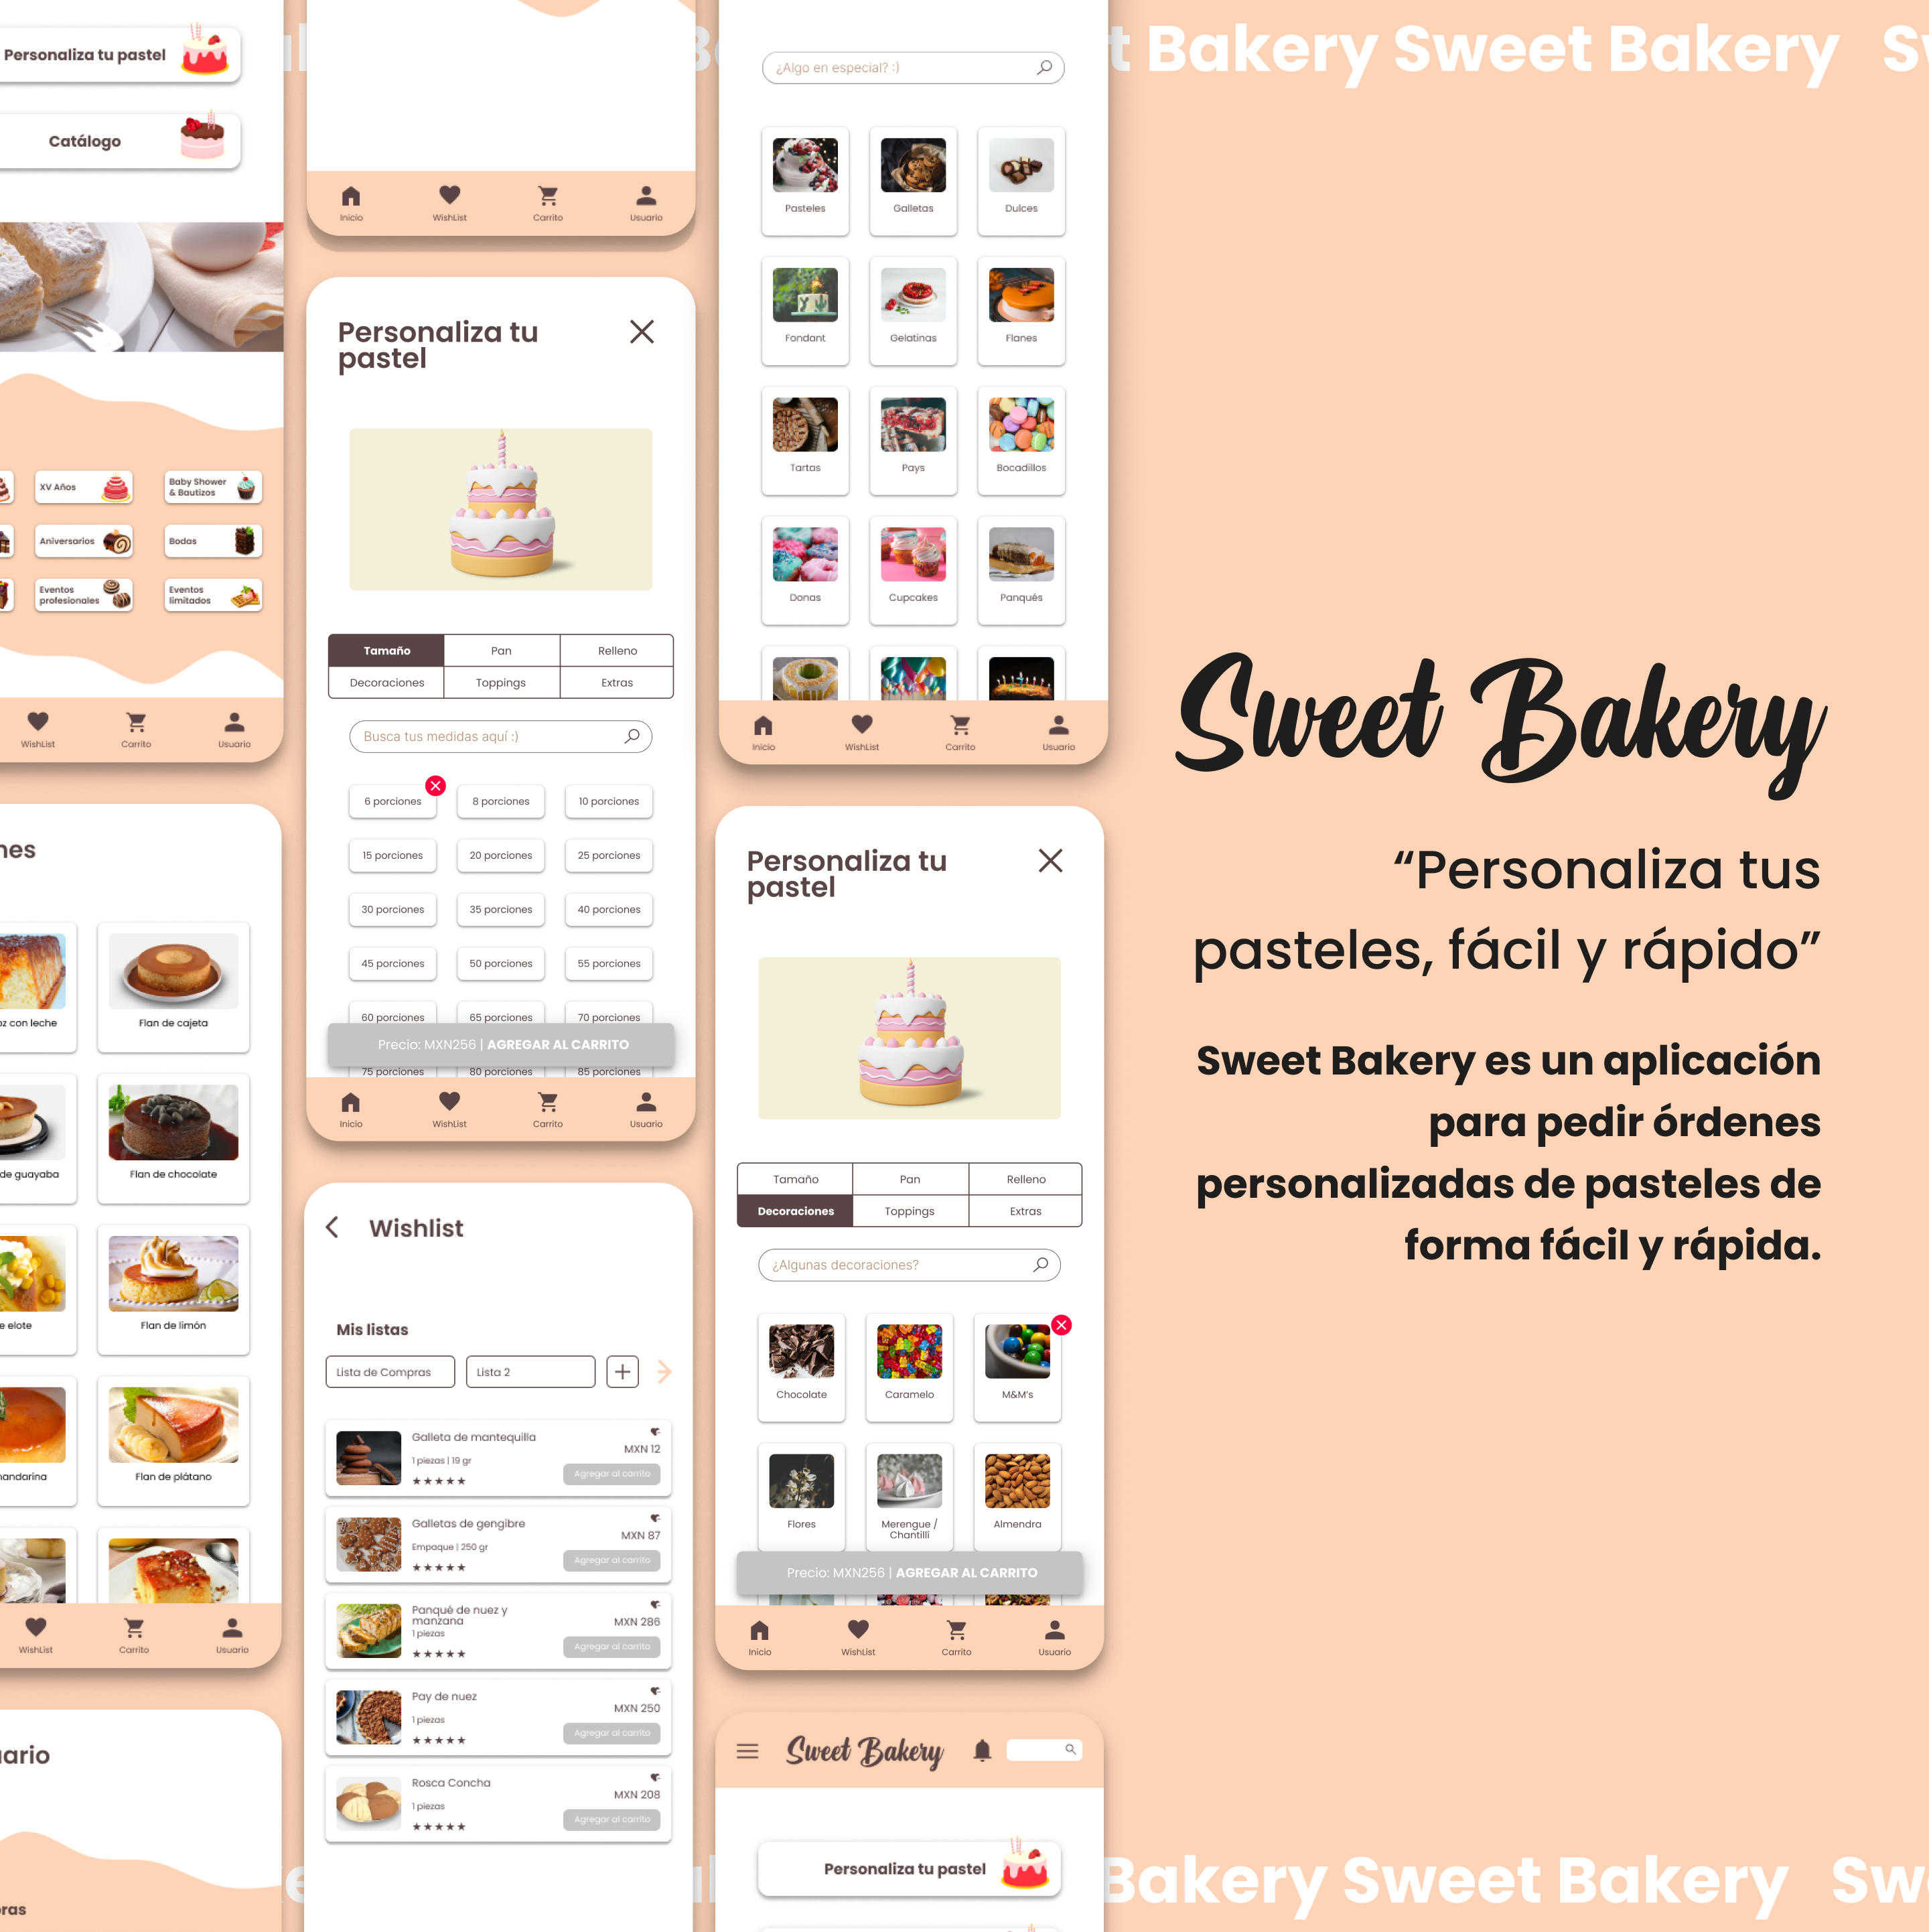 Bakery Sweet Bakery
Personaliza tu pastel
Catálogo
XV Años
Baby Shower
& Bautizos
Aniversarios
Bodas
Eventos
profesionales
Eventos
limitados
WishList
Carrito
Usuario
Flan de cajeta
con leche
de guayaba
Flan de chocolate
elote
Flan de limón
Flan de plátano
WishList
Carrito
Usuario
Inicio
WishList
Carrito
Usuario
Personaliza tu
pastel
Tamaño
Pan
Relleno
Decoraciones
Toppings
Extras
Busca tus medidas aquí :)
6 porciones
8 porciones
10 porciones
15 porciones
20 porciones
25 porciones
30 porciones
35 porciones
40 porciones
45 porciones
50 porciones
55 porciones
60 porciones
65 porciones
70 porciones
Precio: MXN256 | AGREGAR AL CARRITO
75 porciones
80 porciones
85 porciones
Inicio
WishList
Carrito
Usuario
Wishlist
Mis listas
Lista de Compras
Lista 2
Galleta de mantequilla
MXN 12
1 piezas | 19 gr
Agregar al carrito
Galletas de gengibre
MXN 87
Empaque | 250 gr
Agregar al carrito
Panqué de nuez y
manzana
MXN 286
1 piezas
Agregar al carrito
Pay de nuez
MXN 250
1 piezas
Agregar al carrito
Rosca Concha
MXN 208
1 piezas
Agregar al carrito
¿Algo en especial? :)
Pasteles
Galletas
Dulces
Fondant
Gelatinas
Flanes
Tartas
Pays
Bocadillos
Donas
Cupcakes
Panqués
Inicio
WishList
Carrito
Usuario
Personaliza tu
pastel
Tamaño
Pan
Relleno
Decoraciones
Toppings
Extras
¿Algunas decoraciones?
Chocolate
Caramelo
M&M's
Flores
Merengue /
Chantillí
Almendra
Precio: MXN256 | AGREGAR AL CARRITO
Inicio
WishList
Carrito
Usuario
Sweet Bakery
Personaliza tu pastel
Sweet Bakery
“Personaliza tus
pasteles, fácil y rápido”
Sweet Bakery es un aplicación
para pedir órdenes
personalizadas de pasteles de
forma fácil y rápida.
Bakery Sweet Bakery